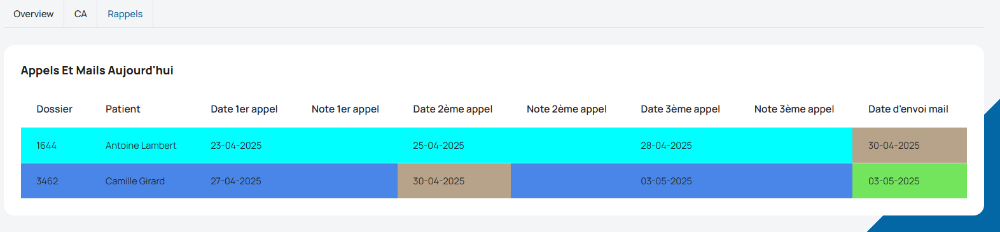 Overview CA Rappels
Appels Et Mails Aujourd'hui
Dossier Patient Date 1er appel Note 1er appel Date 2ème appel Note 2ème appel Date 3ème appel Note 3ème appel Date d'envoi mail
1644 Antoine Lambert 23-04-2025 25-04-2025 28-04-2025 30-04-2025
3462 Camille Girard 27-04-2025 30-04-2025 03-05-2025 03-05-2025